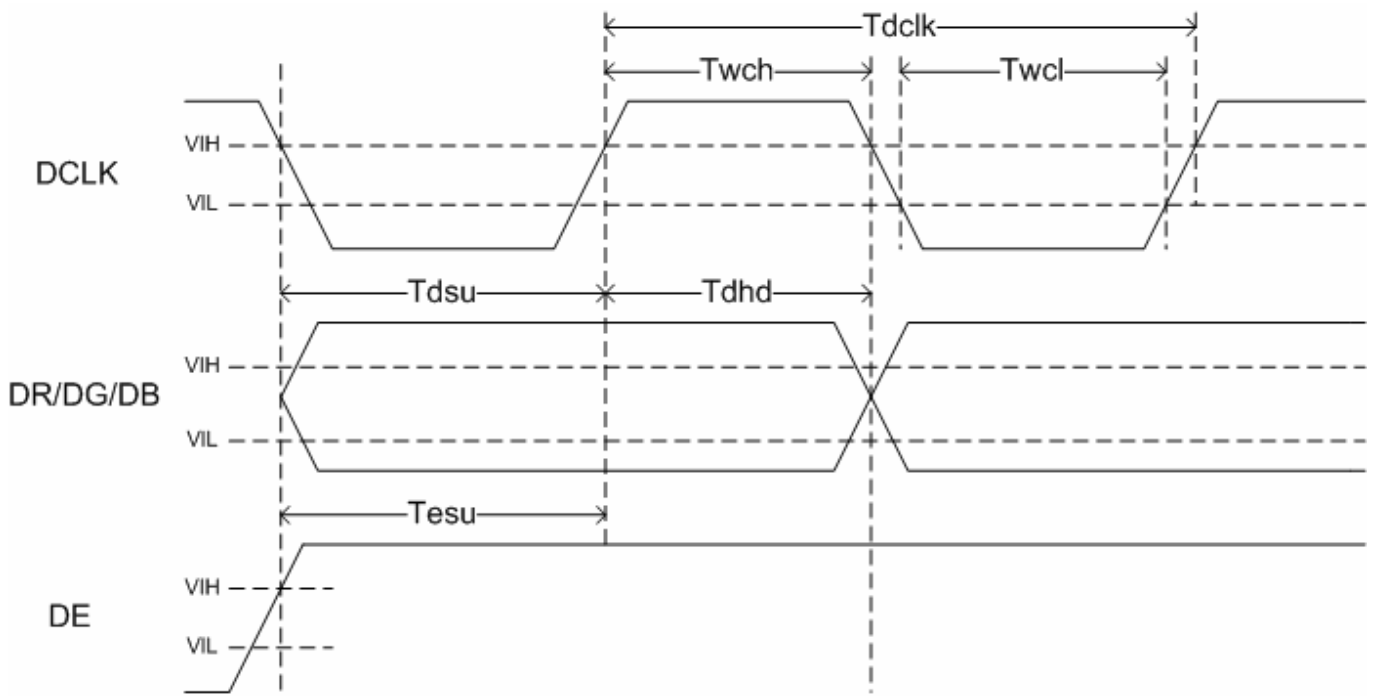 Tdclk
Twch Twcl
VIH
DCLK
VIL
Tdsu Tdhd
VIH
DR/DG/DB
VIL
Tesu
VIH
DE
VIL